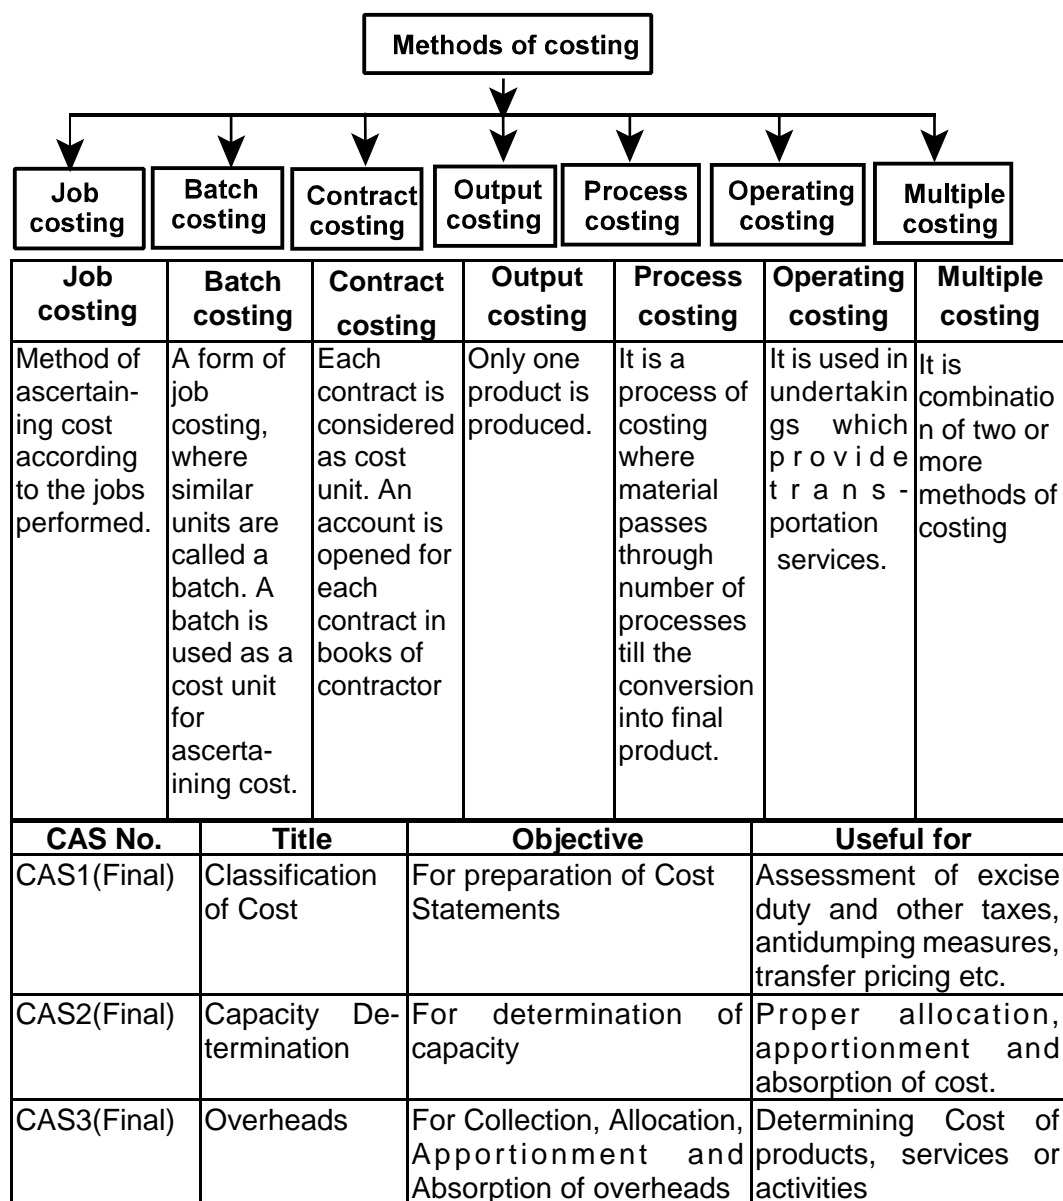 Methods of costing
Job
costing
Batch
costing
Contract
costing
Output
costing
Process
costing
Operating
costing
Multiple
costing
Job
costing
Batch
costing
Contract
costing
Output
costing
Process
costing
Operating
costing
Multiple
costing
Method of
ascertain-
ing cost
according
to the jobs
performed.
A form of
job
costing,
where
similar
units are
called a
batch. A
batch is
used as a
cost unit
for
ascerta-
ining cost.
Each
contract is
considered
as cost
unit. An
account is
opened for
each
contract in
books of
contractor
Only one
product is
produced.
It is a
process of
costing
where
material
passes
through
number of
processes
till the
conversion
into final
product.
It is used in
undertakin
gs which
provide
trans-
portation
services.
It is
combinatio
n of two or
more
methods of
costing
CAS No.
Title
Objective
Useful for
CAS1(Final)
Classification
of Cost
For preparation of Cost
Statements
Assessment of excise
duty and other taxes,
antidumping measures,
transfer pricing etc.
CAS2(Final)
Capacity De-
termination
For determination of
capacity
Proper allocation,
apportionment and
absorption of cost.
CAS3(Final)
Overheads
For Collection, Allocation,
Apportionment and
Absorption of overheads
Determining Cost of
products, services or
activities